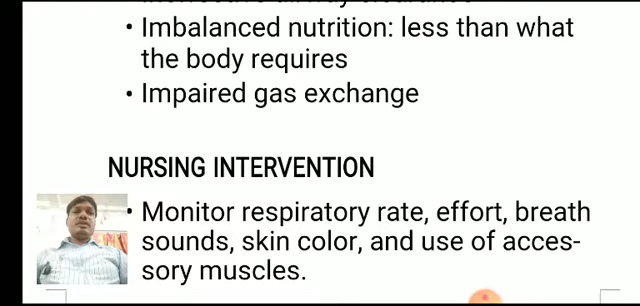 • Imbalanced nutrition: less than what
the body requires
• Impaired gas exchange
NURSING INTERVENTION
• Monitor respiratory rate, effort, breath
sounds, skin color, and use of acces-
sory muscles.